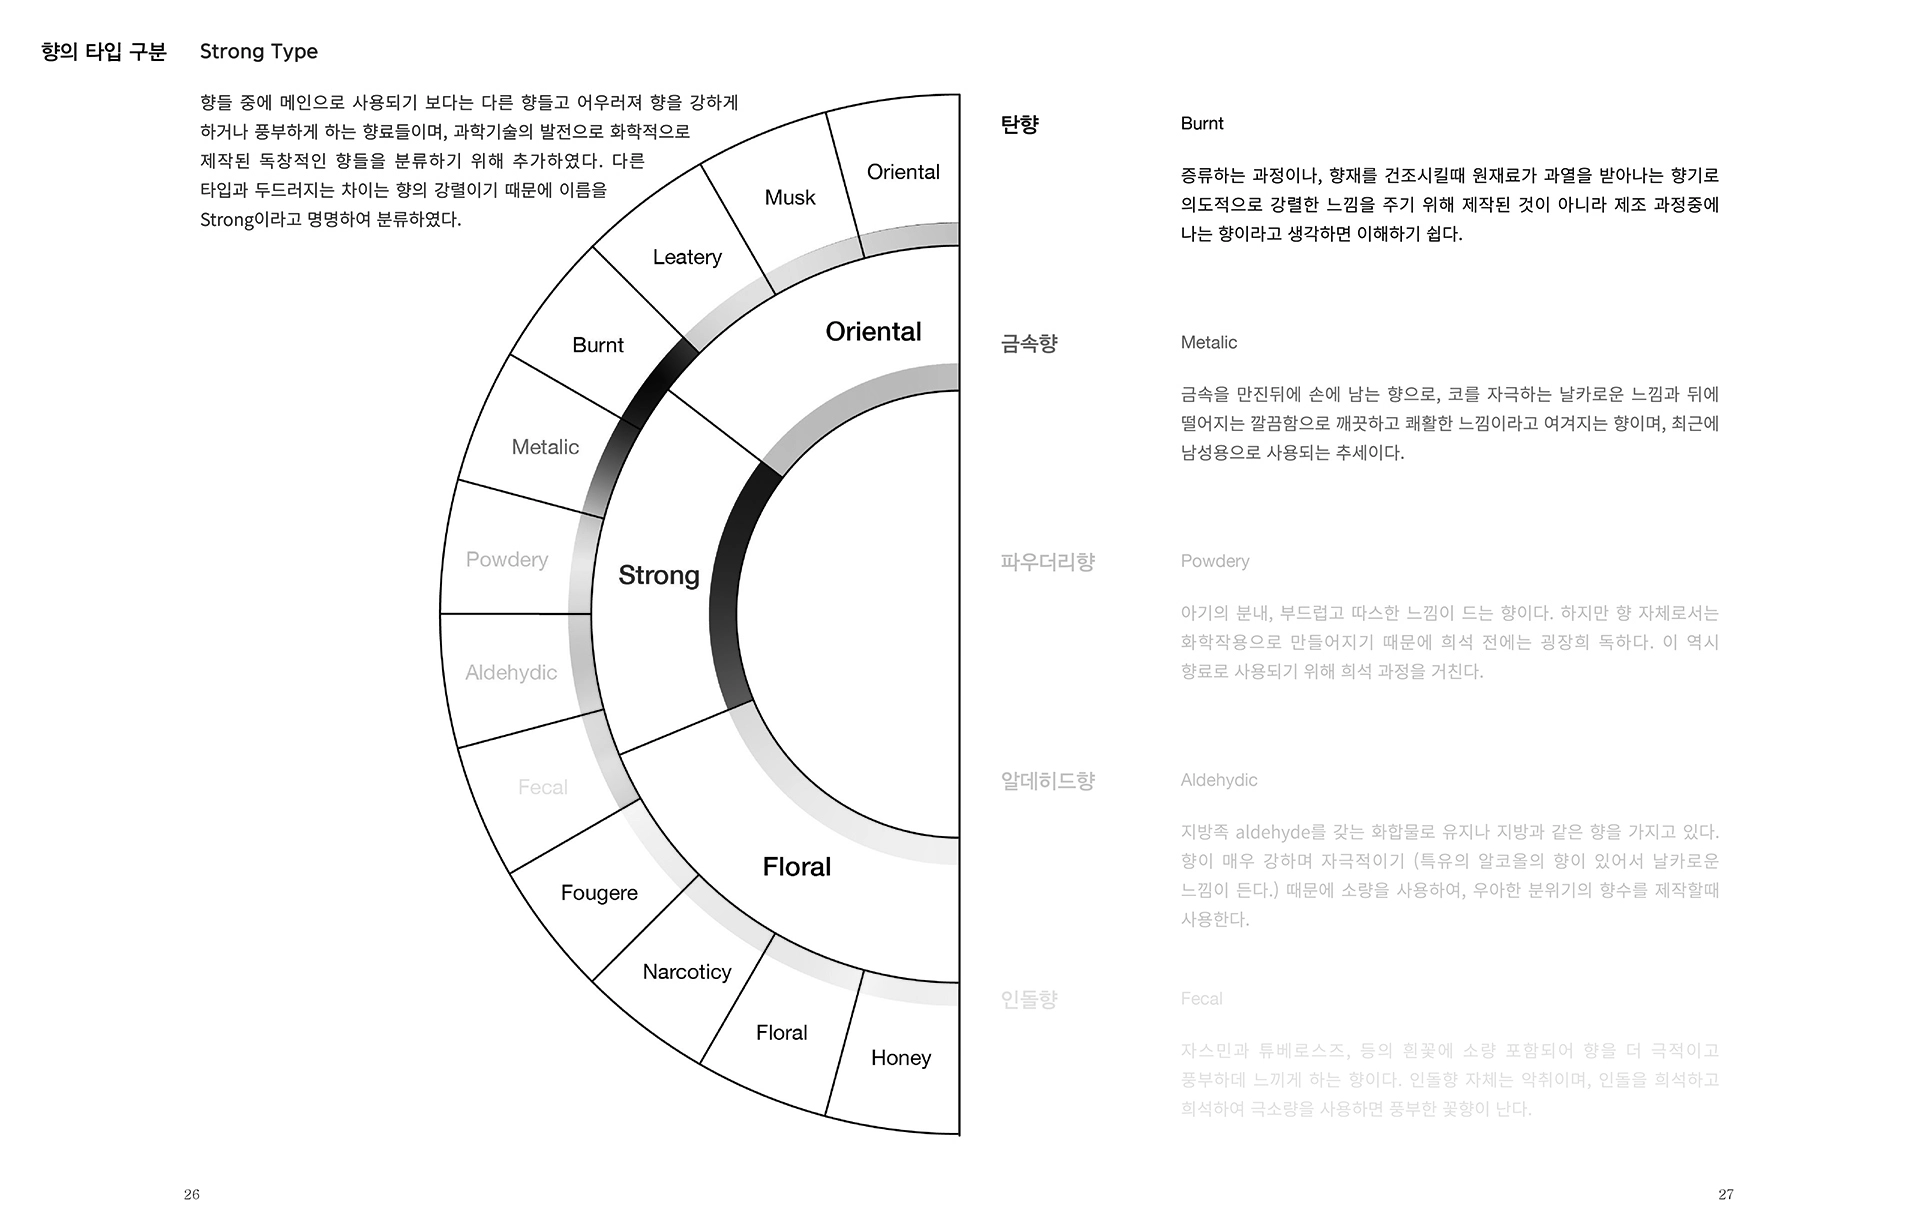 향의 타입 구분
Strong Type
향들 중에 메인으로 사용되기 보다는 다른 향들고 어우러져 향을 강하게
하거나 풍부하게 하는 향료들이며, 과학기술의 발전으로 화학적으로
제작된 독창적인 향들을 분류하기 위해 추가하였다. 다른
타입과 두드러지는 차이는 향의 강렬이기 때문에 이름을
Strong이라고 명명하여 분류하였다.
Oriental
Musk
Leatery
Burnt
Metalic
Powdery
Aldehydic
Fecal
Fougere
Narcoticy
Floral
Honey
Oriental
Strong
Floral
탄향
Burnt
증류하는 과정이나, 향재를 건조시킬때 원재료가 과열을 받아나는 향기로
의도적으로 강렬한 느낌을 주기 위해 제작된 것이 아니라 제조 과정중에
나는 향이라고 생각하면 이해하기 쉽다.
금속향
Metalic
금속을 만진뒤에 손에 남는 향으로, 코를 자극하는 날카로운 느낌과 뒤에
떨어지는 깔끔함으로 깨끗하고 쾌활한 느낌이라고 여겨지는 향이며, 최근에
남성용으로 사용되는 추세이다.
파우더리향
Powdery
아기의 분내, 부드럽고 따스한 느낌이 드는 향이다. 하지만 향 자체로서는
화학작용으로 만들어지기 때문에 희석 전에는 굉장희 독하다. 이 역시
향료로 사용되기 위해 희석 과정을 거친다.
알데히드향
Aldehydic
지방족 aldehyde를 갖는 화합물로 유지나 지방과 같은 향을 가지고 있다.
향이 매우 강하며 자극적이기 (특유의 알코올의 향이 있어서 날카로운
느낌이 든다.) 때문에 소량을 사용하여, 우아한 분위기의 향수를 제작할때
사용한다.
인돌향
Fecal
자스민과 튜베로스즈, 등의 흰꽃에 소량 포함되어 향을 더 극적이고
풍부하데 느끼게 하는 향이다. 인돌향 자체는 악취이며, 인돌을 희석하고
희석하여 극소량을 사용하면 풍부한 꽃향이 난다.
26
27